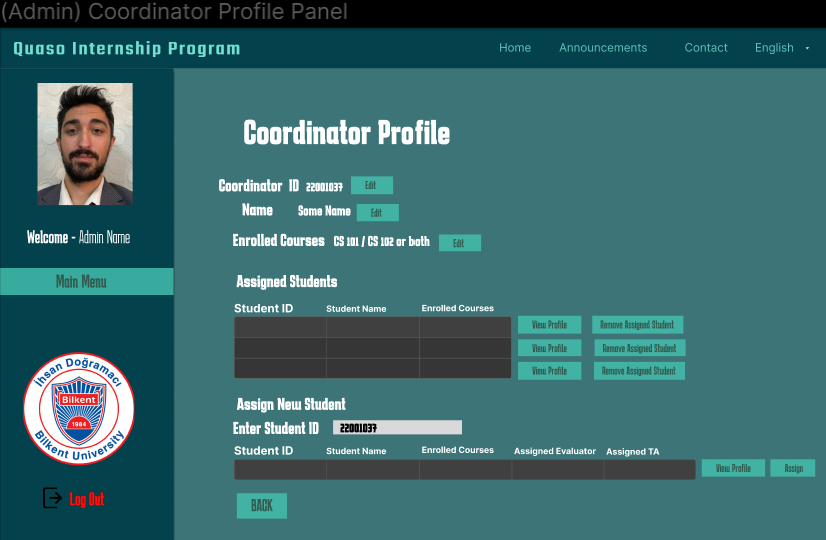 (Admin) Coordinator Profile Panel
Quaso Internship Program
Home Announcements Contact English
Coordinator Profile
Coordinator ID 22001037 Edit
Name Some Name Edit
Welcome - Admin Name
Enrolled Courses CS 101 / CS 102 or both Edit
Main Menu
Assigned Students
Student ID Student Name Enrolled Courses
View Profile Remove Assigned Student
View Profile Remove Assigned Student
View Profile Remove Assigned Student
İhsan Doğramacı
Bilkent
1984
Bilkent University
Assign New Student
Enter Student ID 22001037
Student ID Student Name Enrolled Courses Assigned Evaluator Assigned TA
View Profile Assign
Log Out
BACK